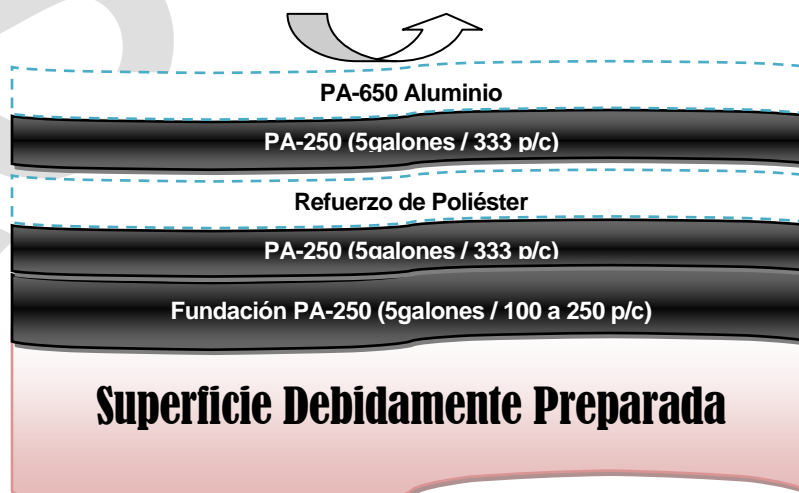 PA-650 Aluminio
PA-250 (5galones / 333 p/c)
Refuerzo de Poliéster
PA-250 (5galones / 333 p/c)
Fundación PA-250 (5galones / 100 a 250 p/c)
Superficie Debidamente Preparada